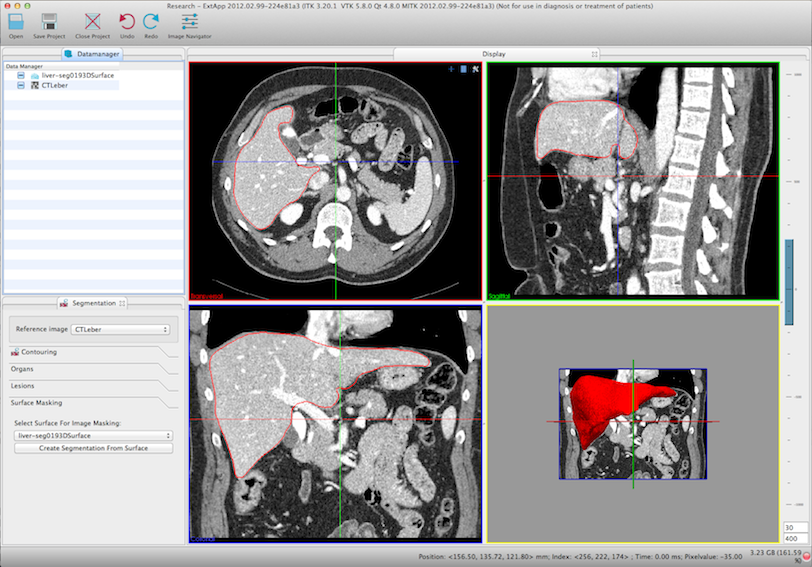 Research – ExtApp 2012.02.99-224e81a3 (ITK 3.20.1 VTK 5.8.0 Qt 4.8.0 MITK 2012.02.99-224e81a3) (Not for use in diagnosis or treatment of patients)
Open Save Project Close Project Undo Redo Image Navigator
Datamanager
Display
Data Manager
liver-seg0193DSurface
CTLeber
Transversal
Sagittal
Segmentation
Reference image CTLeber
Contouring
Organs
Lesions
Surface Masking
Select Surface For Image Masking:
liver-seg0193DSurface
Create Segmentation From Surface
Coronal
30
400
Position: <156.50, 135.72, 121.80> mm; Index: <256, 222, 174> ; Time: 0.00 ms; Pixelvalue: -35.00
3.23 GB (161.59
%)